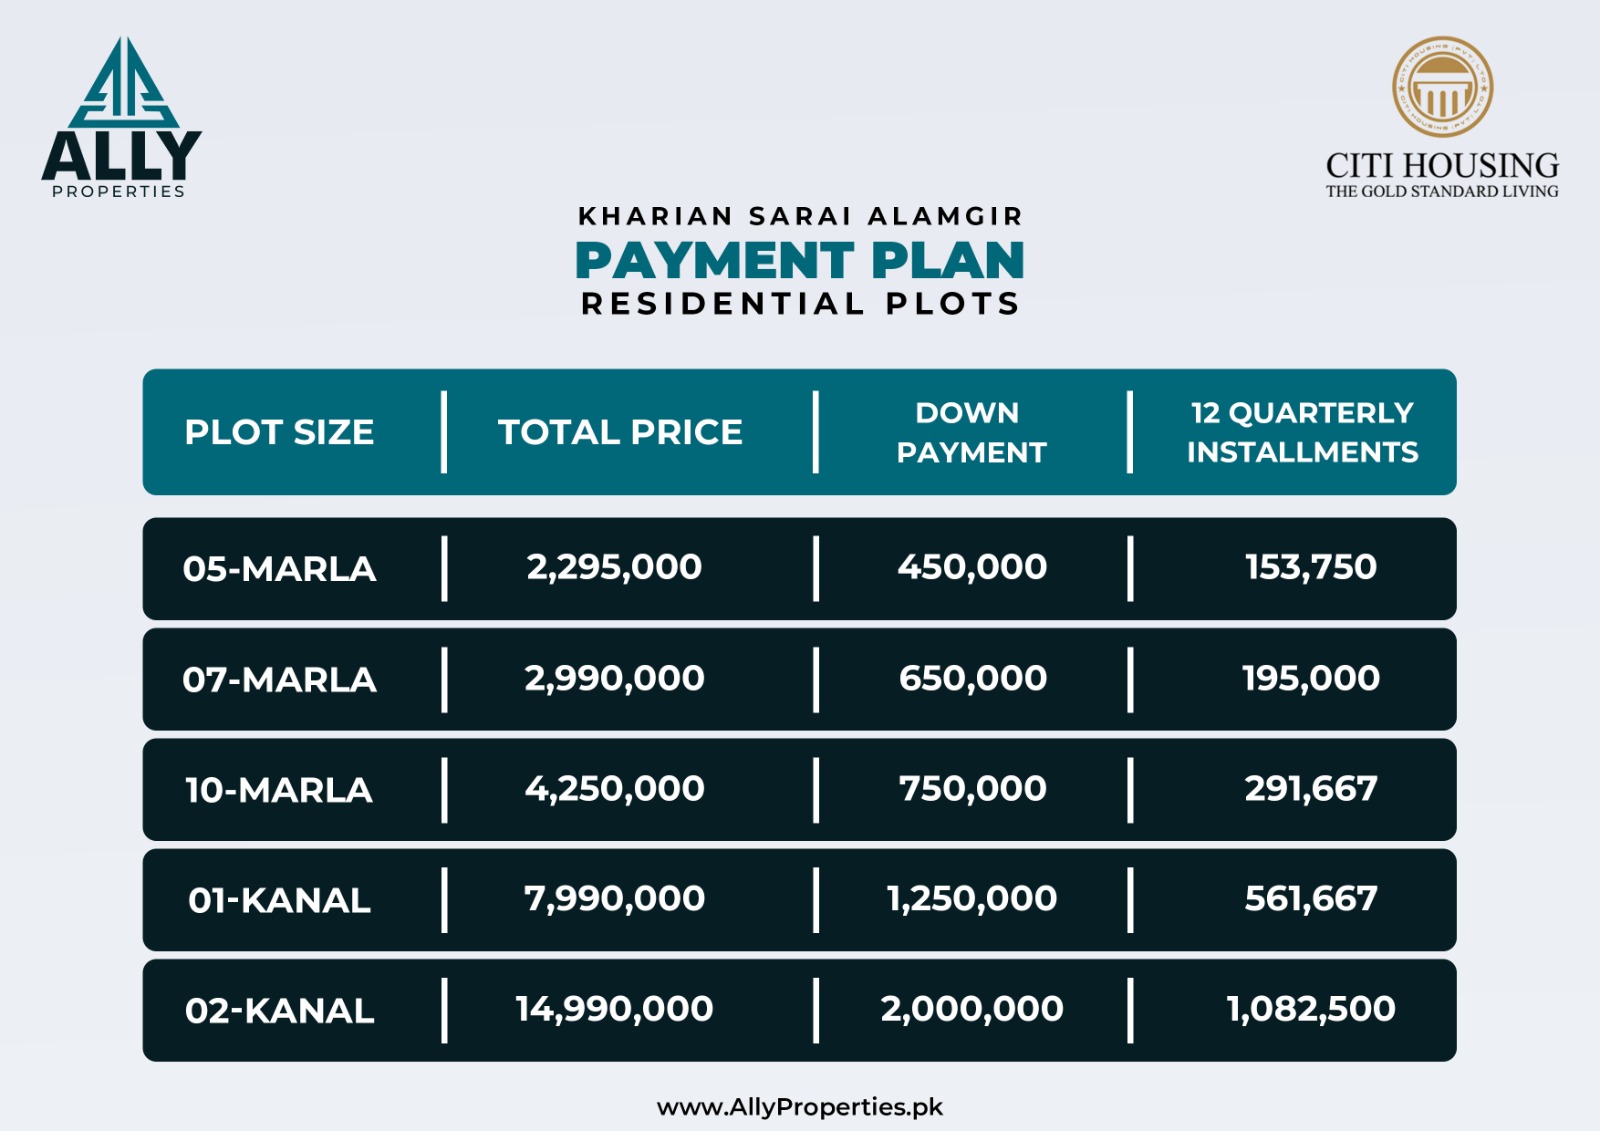 ALLY
PROPERTIES
CITI HOUSING (PVT) LTD
CITI HOUSING (PVT) LTD
CITI HOUSING
THE GOLD STANDARD LIVING
KHARIAN SARAI ALAMGIR
PAYMENT PLAN
RESIDENTIAL PLOTS
PLOT SIZE TOTAL PRICE DOWN PAYMENT 12 QUARTERLY INSTALLMENTS
05-MARLA 2,295,000 450,000 153,750
07-MARLA 2,990,000 650,000 195,000
10-MARLA 4,250,000 750,000 291,667
01-KANAL 7,990,000 1,250,000 561,667
02-KANAL 14,990,000 2,000,000 1,082,500
www.AllyProperties.pk